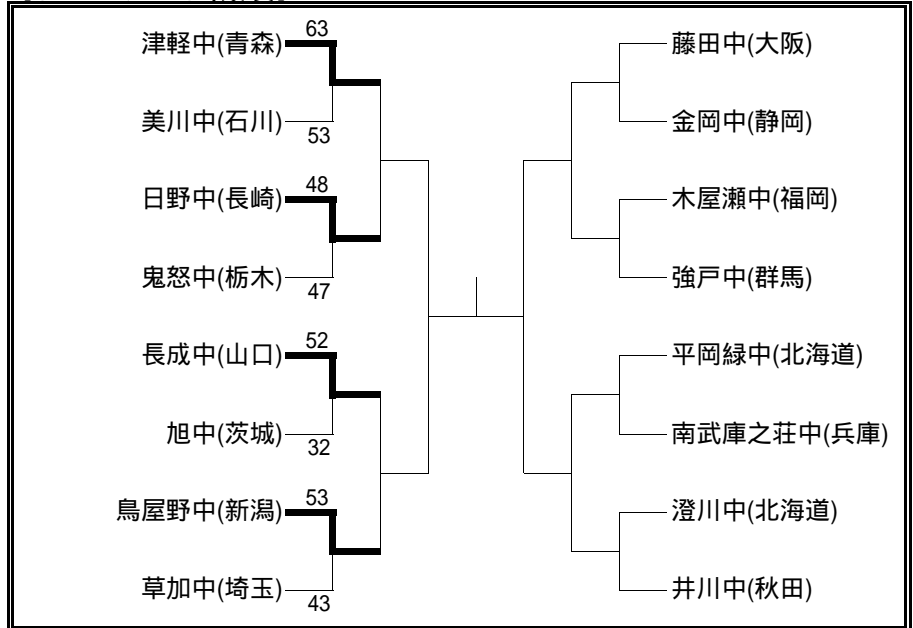 63
津軽中(青森)
美川中(石川)
53
48
日野中(長崎)
鬼怒中(栃木)
47
52
長成中(山口)
旭中(茨城)
32
53
鳥屋野中(新潟)
草加中(埼玉)
43
藤田中(大阪)
金岡中(静岡)
木屋瀬中(福岡)
強戸中(群馬)
平岡緑中(北海道)
南武庫之荘中(兵庫)
澄川中(北海道)
井川中(秋田)